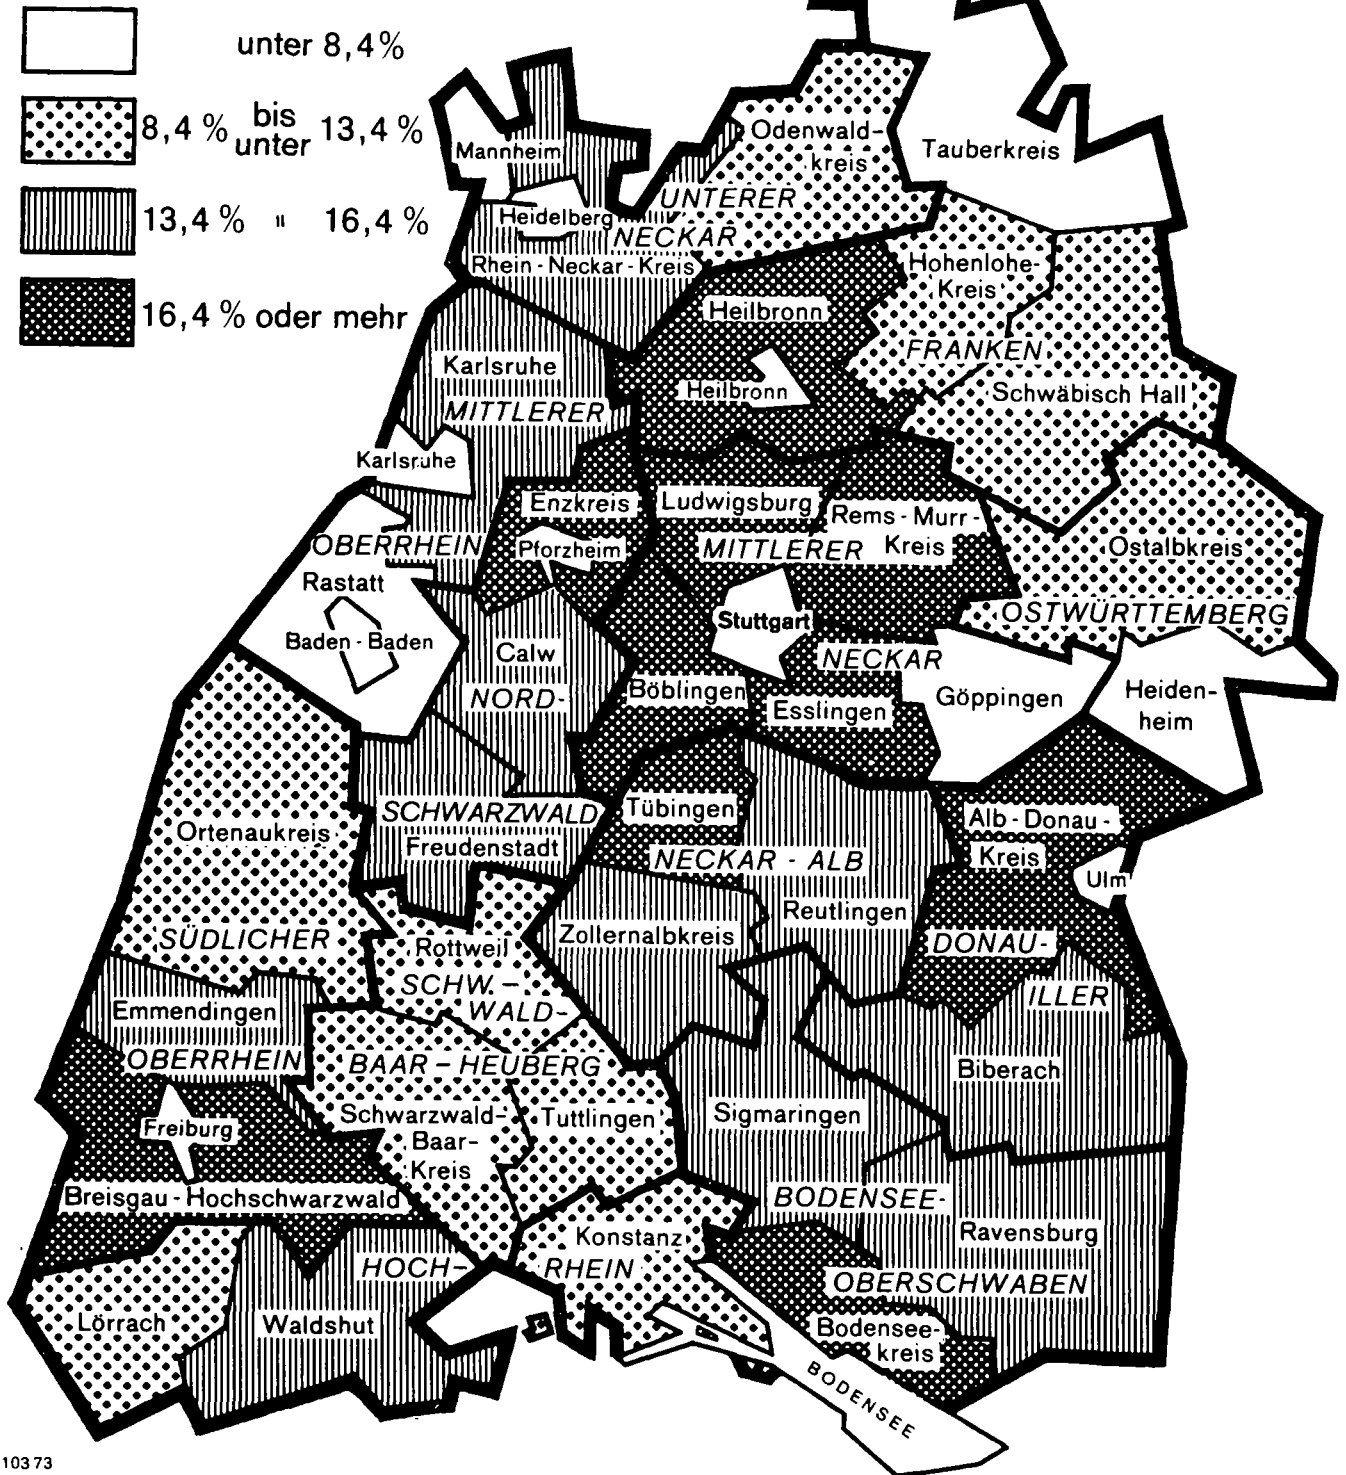 unter 8,4%
8,4 % bis unter 13,4 %
13,4 % " 16,4 %
16,4 % oder mehr
Mannheim
Odenwald-
kreis
Tauberkreis
UNTERER
Heidelberg
NECKAR
Rhein-Neckar-Kreis
Hohenlohe-
Kreis
Heilbronn
FRANKEN
Karlsruhe
Heilbronn
Schwäbisch Hall
MITTLERER
Karlsruhe
Enzkreis
Ludwigsburg
Rems-Murr-
Kreis
OBERRHEIN
Pforzheim
MITTLERER
Ostalbkreis
Rastatt
OSTWÜRTTEMBERG
Stuttgart
Baden-Baden
Calw
NECKAR
NORD-
Böblingen
Esslingen
Göppingen
Heiden-
heim
SCHWARZWALD
Tübingen
Alb-Donau-
Kreis
Ortenaukreis
Freudenstadt
NECKAR - ALB
Ulm
Reutlingen
SÜDLICHER
Rottweil
Zollernalbkreis
DONAU-
SCHW.-
WALD-
ILLER
Emmendingen
OBERRHEIN
BAAR-HEUBERG
Biberach
Freiburg
Schwarzwald-
Baar-
Kreis
Tuttlingen
Sigmaringen
Breisgau-Hochschwarzwald
BODENSEE-
Konstanz
Ravensburg
HOCH-
RHEIN
OBERSCHWABEN
Lörrach
Waldshut
Bodensee-
kreis
BODENSEE
10373